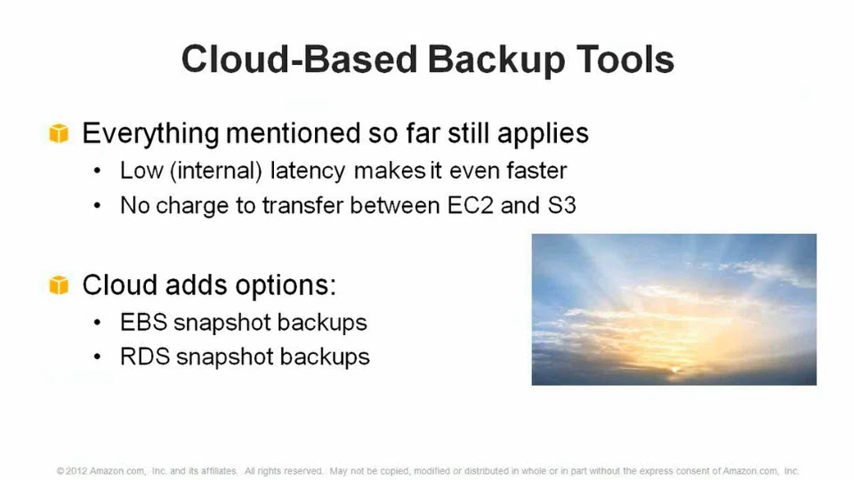 Cloud-Based Backup Tools
Everything mentioned so far still applies
• Low (internal) latency makes it even faster
• No charge to transfer between EC2 and S3
Cloud adds options:
• EBS snapshot backups
• RDS snapshot backups
©2012 Amazon.com, Inc. and its affiliates. All rights reserved. May not be copied, modified or distributed in whole or in part without the express consent of Amazon.com, Inc.